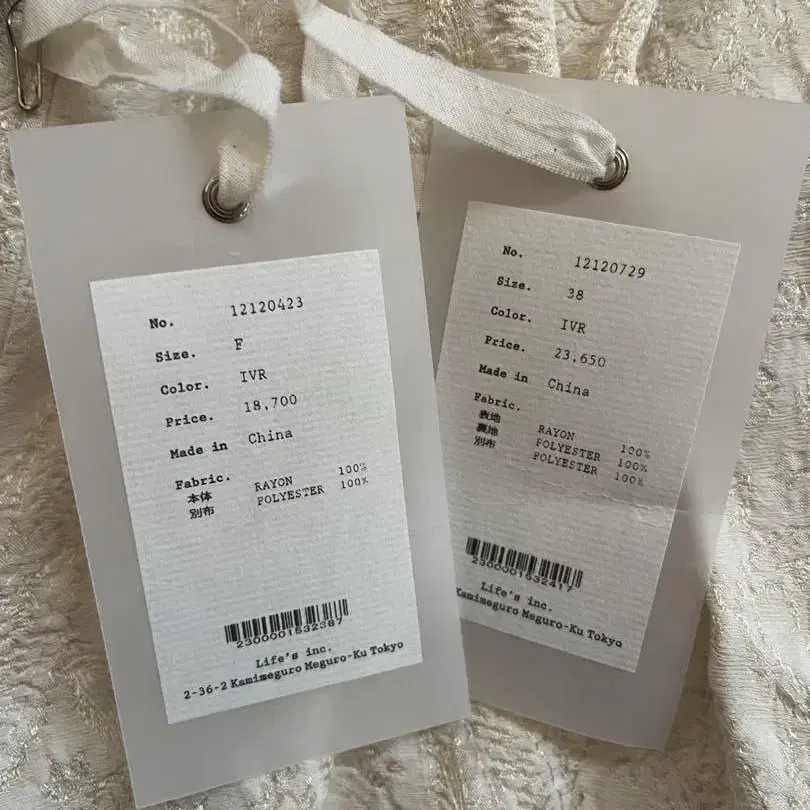 No. 12120423
Size. F
Color. IVR
Price. 18,700
Made in China
Fabric.
本体 RAYON 100%
別布 POLYESTER 100%
2300001532387
Life's inc.
2-36-2 Kamimeguro Meguro-Ku Tokyo
No. 12120729
Size. 38
Color. IVR
Price. 23,650
Made in China
Fabric.
表地 RAYON 100%
裏地 POLYESTER 100%
別布 POLYESTER 100%
2300001532417
Life's inc.
Kamimeguro Meguro-Ku Tokyo